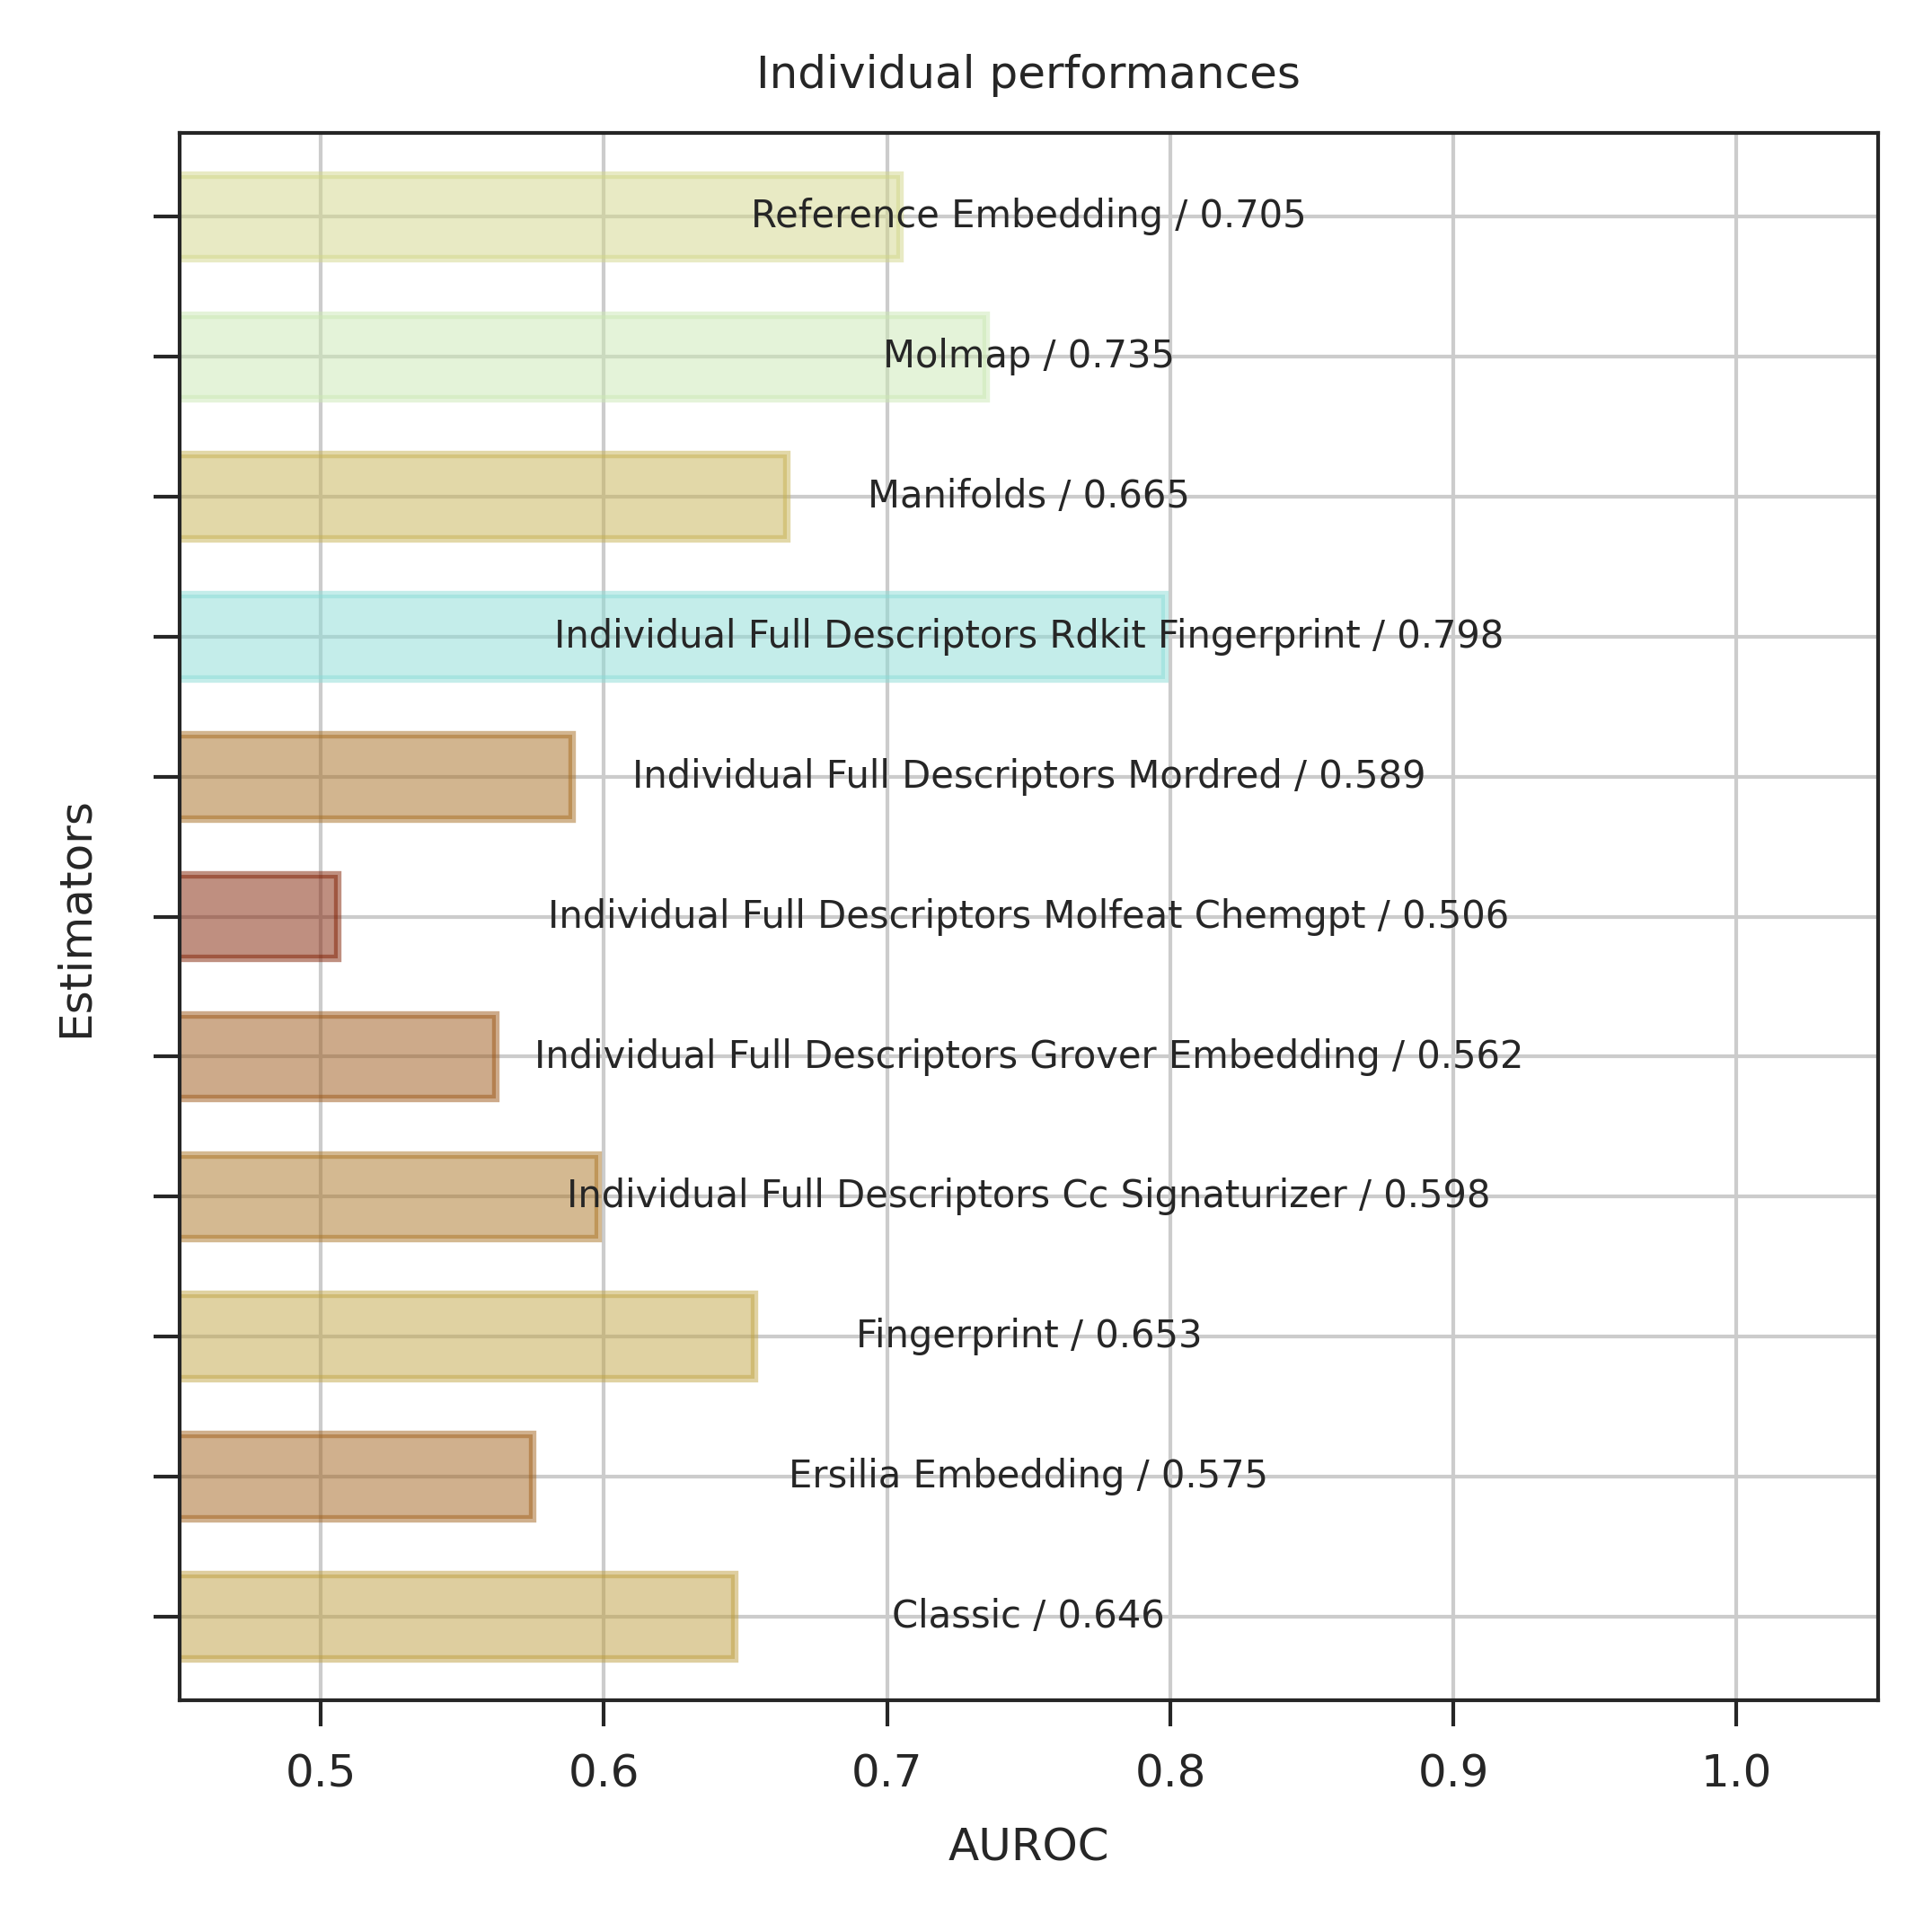 Individual performances
Reference Embedding / 0.705
Molmap / 0.735
Manifolds / 0.665
Individual Full Descriptors Rdkit Fingerprint / 0.798
Individual Full Descriptors Mordred / 0.589
Individual Full Descriptors Molfeat Chemgpt / 0.506
Individual Full Descriptors Grover Embedding / 0.562
Individual Full Descriptors Cc Signaturizer / 0.598
Fingerprint / 0.653
Ersilia Embedding / 0.575
Classic / 0.646
Estimators
0.5 0.6 0.7 0.8 0.9 1.0
AUROC